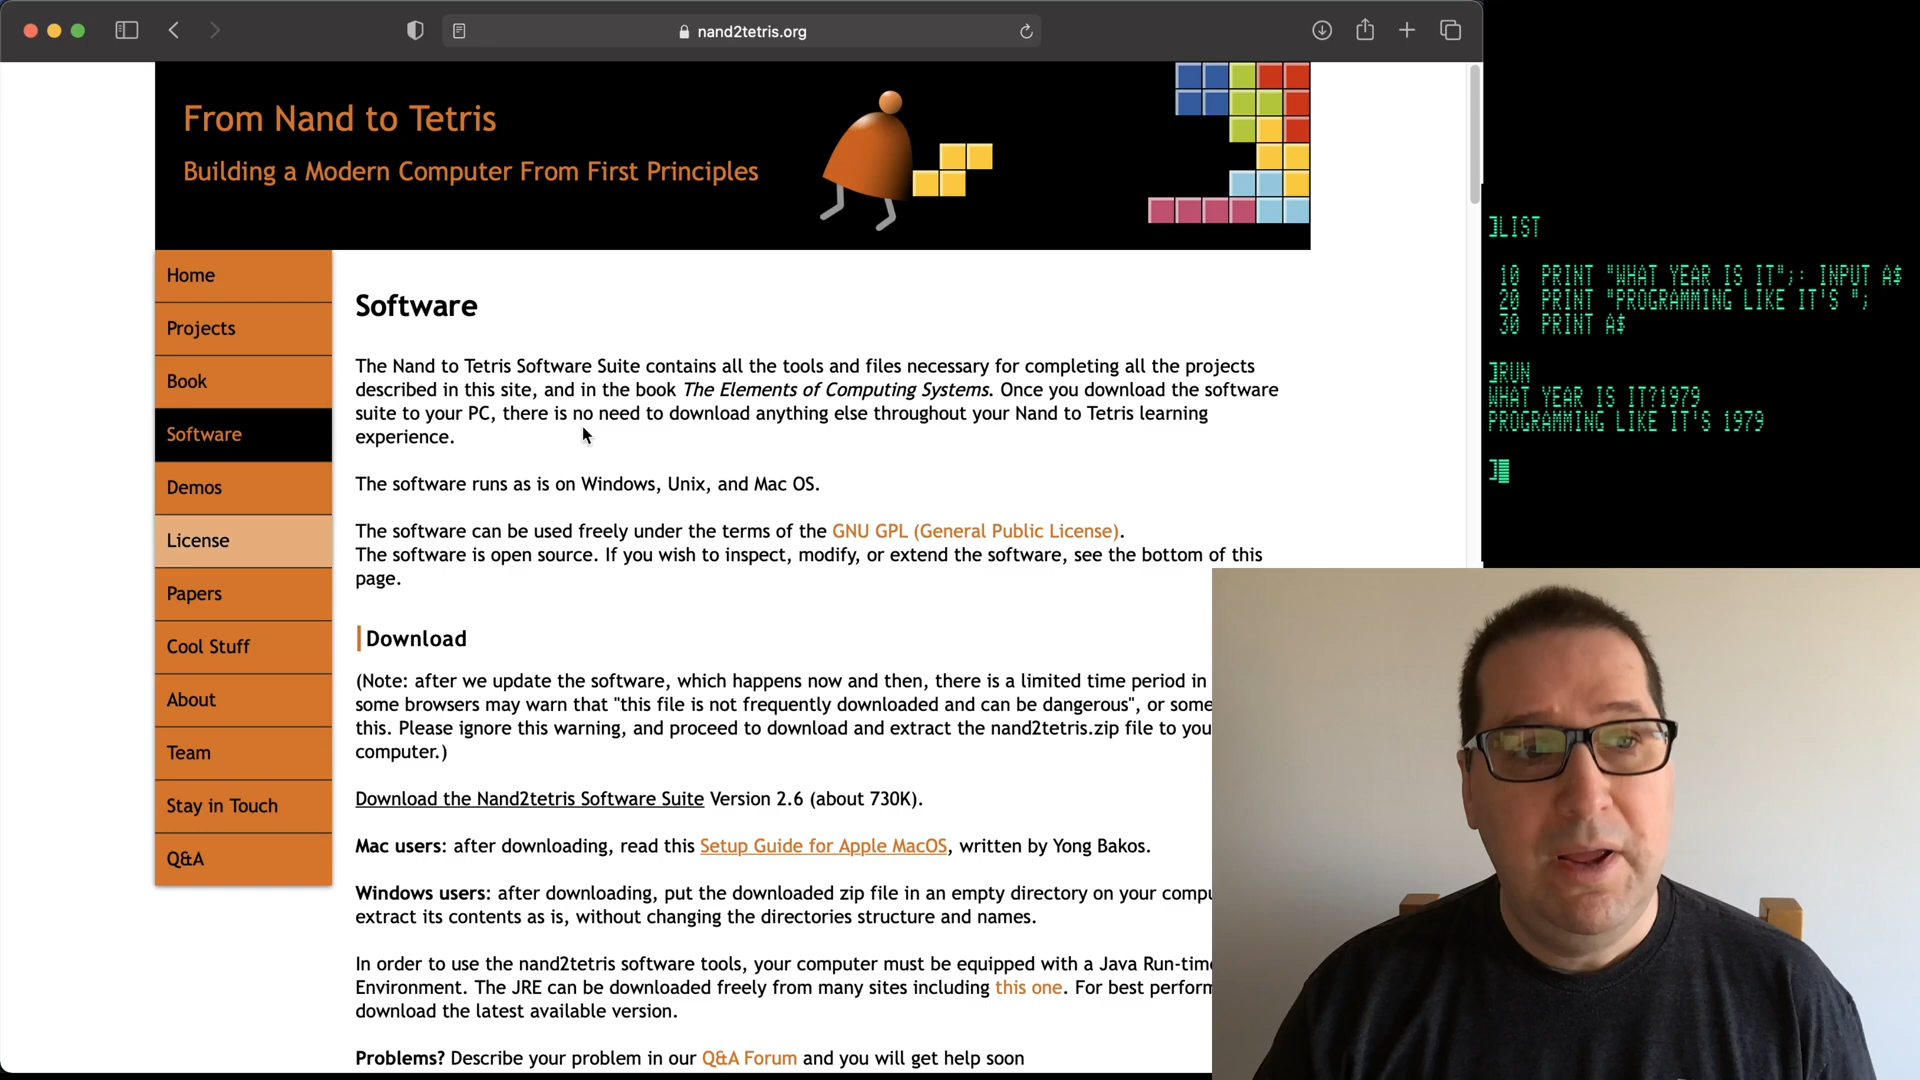 nand2tetris.org
From Nand to Tetris
Building a Modern Computer From First Principles
Home
Projects
Book
Software
Demos
License
Papers
Cool Stuff
About
Team
Stay in Touch
Q&A
Software
The Nand to Tetris Software Suite contains all the tools and files necessary for completing all the projects
described in this site, and in the book The Elements of Computing Systems. Once you download the software
suite to your PC, there is no need to download anything else throughout your Nand to Tetris learning
experience.
The software runs as is on Windows, Unix, and Mac OS.
The software can be used freely under the terms of the GNU GPL (General Public License).
The software is open source. If you wish to inspect, modify, or extend the software, see the bottom of this
page.
Download
(Note: after we update the software, which happens now and then, there is a limited time period in
some browsers may warn that "this file is not frequently downloaded and can be dangerous", or some
this. Please ignore this warning, and proceed to download and extract the nand2tetris.zip file to you
computer.)
Download the Nand2tetris Software Suite Version 2.6 (about 730K).
Mac users: after downloading, read this Setup Guide for Apple MacOS, written by Yong Bakos.
Windows users: after downloading, put the downloaded zip file in an empty directory on your compu
extract its contents as is, without changing the directories structure and names.
In order to use the nand2tetris software tools, your computer must be equipped with a Java Run-tim
Environment. The JRE can be downloaded freely from many sites including this one. For best perform
download the latest available version.
Problems? Describe your problem in our Q&A Forum and you will get help soon
]LIST
10 PRINT "WHAT YEAR IS IT";: INPUT A$
20 PRINT "PROGRAMMING LIKE IT'S ";
30 PRINT A$
]RUN
WHAT YEAR IS IT?1979
PROGRAMMING LIKE IT'S 1979
]